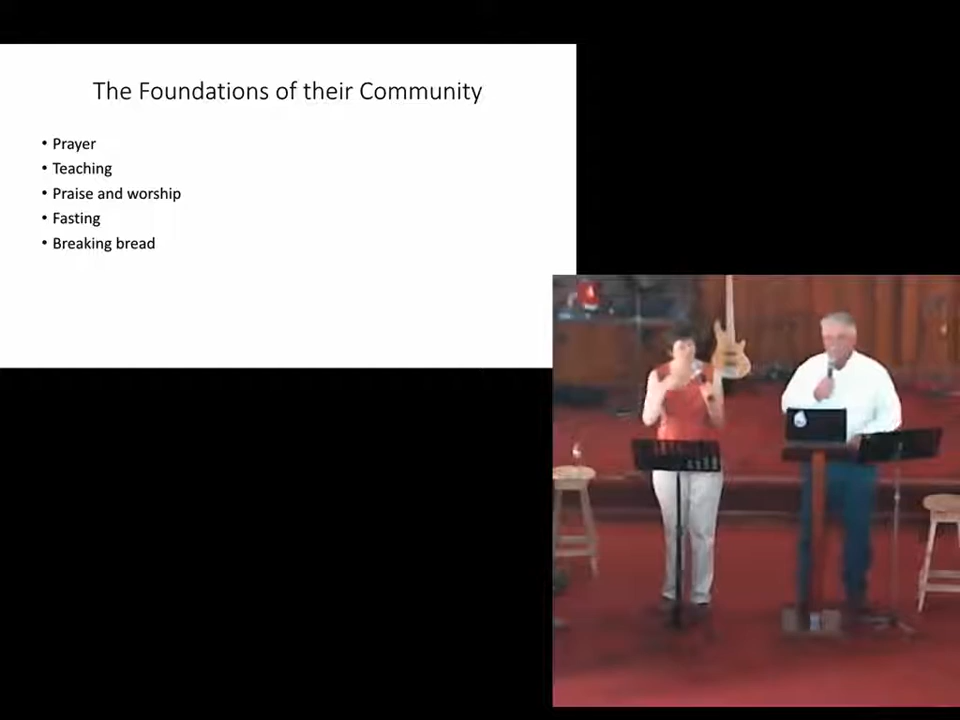 The Foundations of their Community
• Prayer
• Teaching
• Praise and worship
• Fasting
• Breaking bread